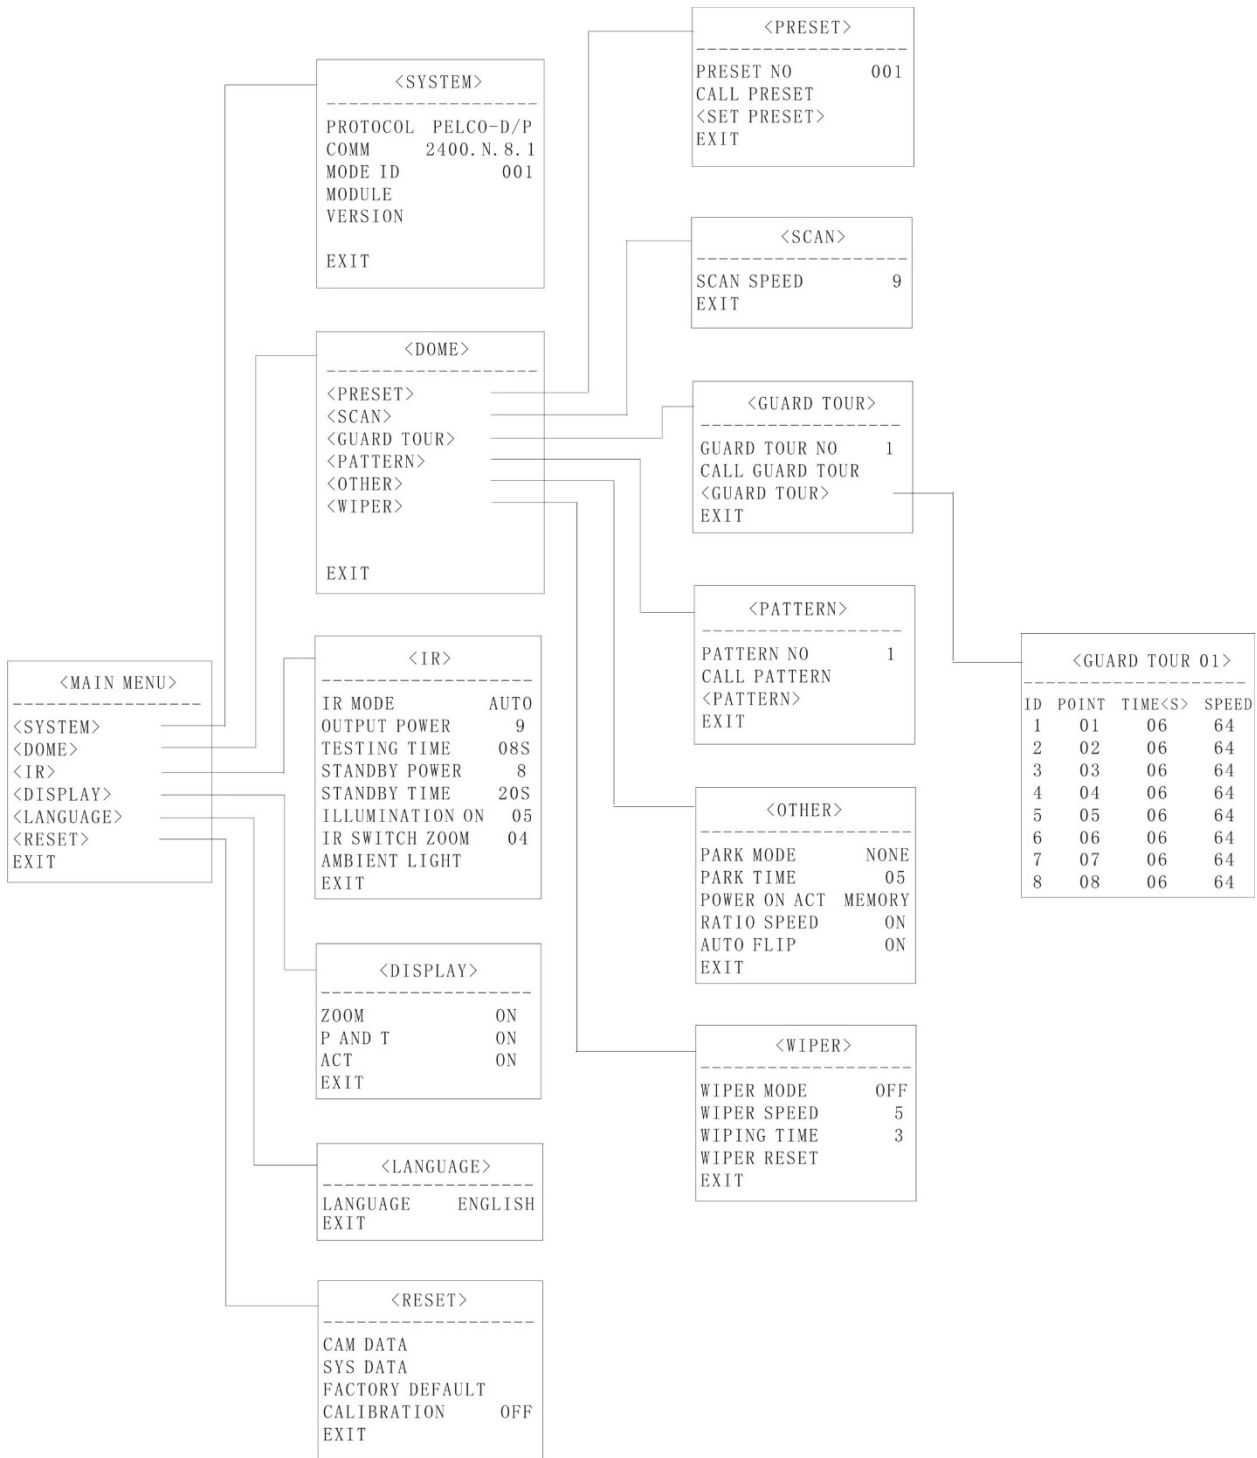 <MAIN MENU>
<SYSTEM>
<DOME>
<IR>
<DISPLAY>
<LANGUAGE>
<RESET>
EXIT
<SYSTEM>
PROTOCOL PELCO-D/P
COMM 2400.N.8.1
MODE ID 001
MODULE
VERSION
EXIT
<DOME>
<PRESET>
<SCAN>
<GUARD TOUR>
<PATTERN>
<OTHER>
<WIPER>
EXIT
<IR>
IR MODE AUTO
OUTPUT POWER 9
TESTING TIME 08S
STANDBY POWER 8
STANDBY TIME 20S
ILLUMINATION ON 05
IR SWITCH ZOOM 04
AMBIENT LIGHT
EXIT
<DISPLAY>
ZOOM ON
P AND T ON
ACT ON
EXIT
<LANGUAGE>
LANGUAGE ENGLISH
EXIT
<RESET>
CAM DATA
SYS DATA
FACTORY DEFAULT
CALIBRATION OFF
EXIT
<PRESET>
PRESET NO 001
CALL PRESET
<SET PRESET>
EXIT
<SCAN>
SCAN SPEED 9
EXIT
<GUARD TOUR>
GUARD TOUR NO 1
CALL GUARD TOUR
<GUARD TOUR>
EXIT
<PATTERN>
PATTERN NO 1
CALL PATTERN
<PATTERN>
EXIT
<OTHER>
PARK MODE NONE
PARK TIME 05
POWER ON ACT MEMORY
RATIO SPEED ON
AUTO FLIP ON
EXIT
<WIPER>
WIPER MODE OFF
WIPER SPEED 5
WIPING TIME 3
WIPER RESET
EXIT
<GUARD TOUR 01>
ID POINT TIME<S> SPEED
1 01 06 64
2 02 06 64
3 03 06 64
4 04 06 64
5 05 06 64
6 06 06 64
7 07 06 64
8 08 06 64